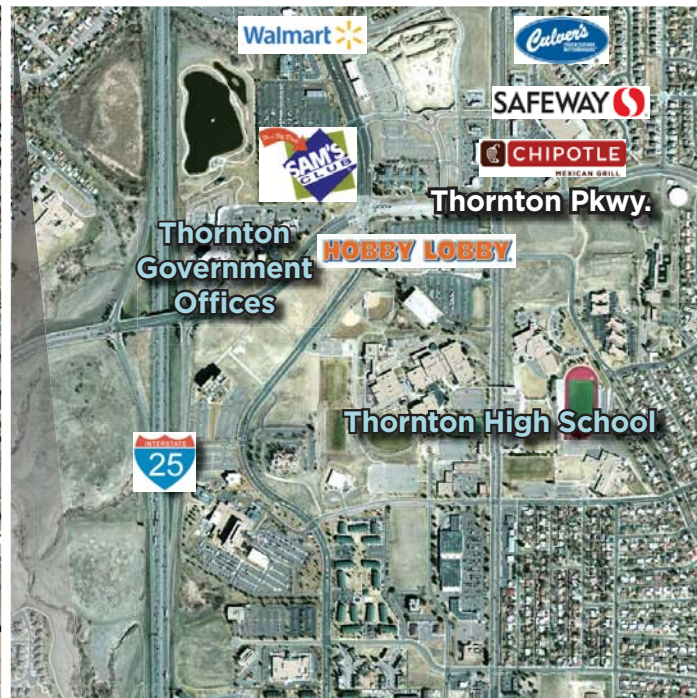 Walmart
Culver's
SAFEWAY
SAM'S CLUB
CHIPOTLE
MEXICAN GRILL
Thornton Pkwy.
Thornton
Government
Offices
HOBBY LOBBY
Thornton High School
INTERSTATE
25